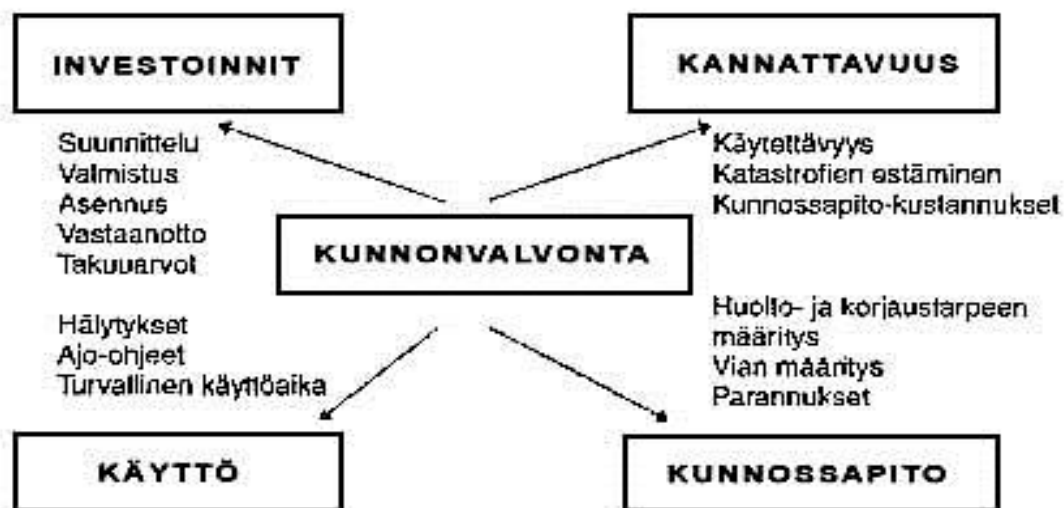 INVESTOINNIT
Suunnittelu
Valmistus
Asennus
Vastaanotto
Takuuarvot
KANNATTAVUUS
Käytettävyys
Katastrofien estäminen
Kunnossapito-kustannukset
KUNNONVALVONTA
Hälytykset
Ajo-ohjeet
Turvallinen käyttöaika
KÄYTTÖ
Huolto- ja korjaustarpeen
määritys
Vian määritys
Parannukset
KUNNOSSAPITO